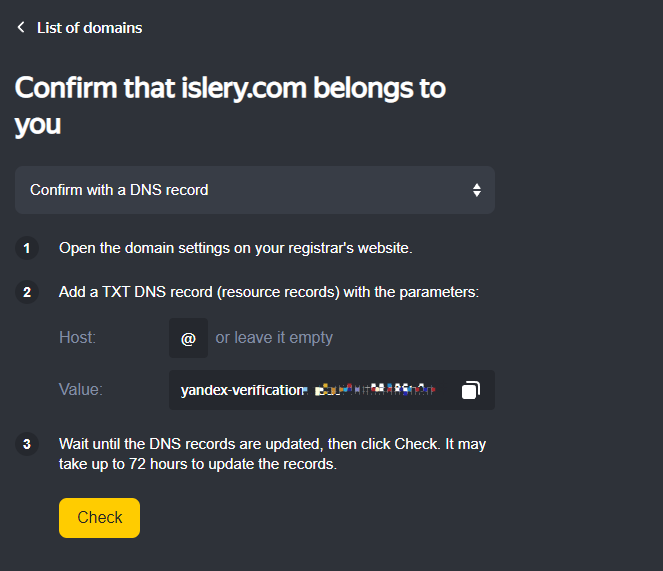 List of domains
Confirm that islery.com belongs to
you
Confirm with a DNS record
1 Open the domain settings on your registrar's website.
2 Add a TXT DNS record (resource records) with the parameters:
Host: @ or leave it empty
Value: yandex-verification
3 Wait until the DNS records are updated, then click Check. It may
take up to 72 hours to update the records.
Check